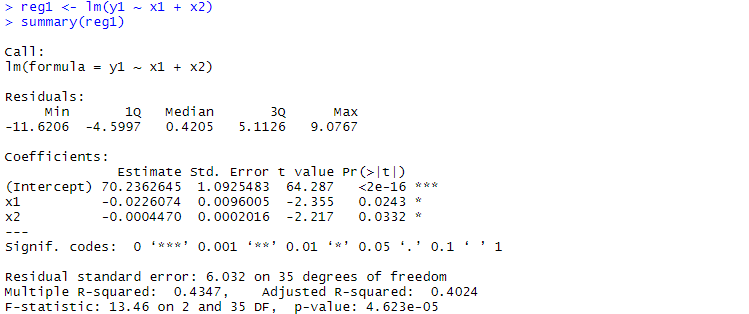 > reg1 <- lm(y1 ~ x1 + x2)
> summary(reg1)
Call:
lm(formula = y1 ~ x1 + x2)
Residuals:
     Min       1Q   Median       3Q      Max
-11.6206  -4.5997   0.4205   5.1126   9.0767
Coefficients:
              Estimate Std. Error t value Pr(>|t|)
(Intercept) 70.2362645  1.0925483  64.287   <2e-16 ***
x1          -0.0226074  0.0096005  -2.355   0.0243 *
x2          -0.0004470  0.0002016  -2.217   0.0332 *
---
Signif. codes:  0 ‘***’ 0.001 ‘**’ 0.01 ‘*’ 0.05 ‘.’ 0.1 ‘ ’ 1
Residual standard error: 6.032 on 35 degrees of freedom
Multiple R-squared:  0.4347,    Adjusted R-squared:  0.4024
F-statistic: 13.46 on 2 and 35 DF,  p-value: 4.623e-05